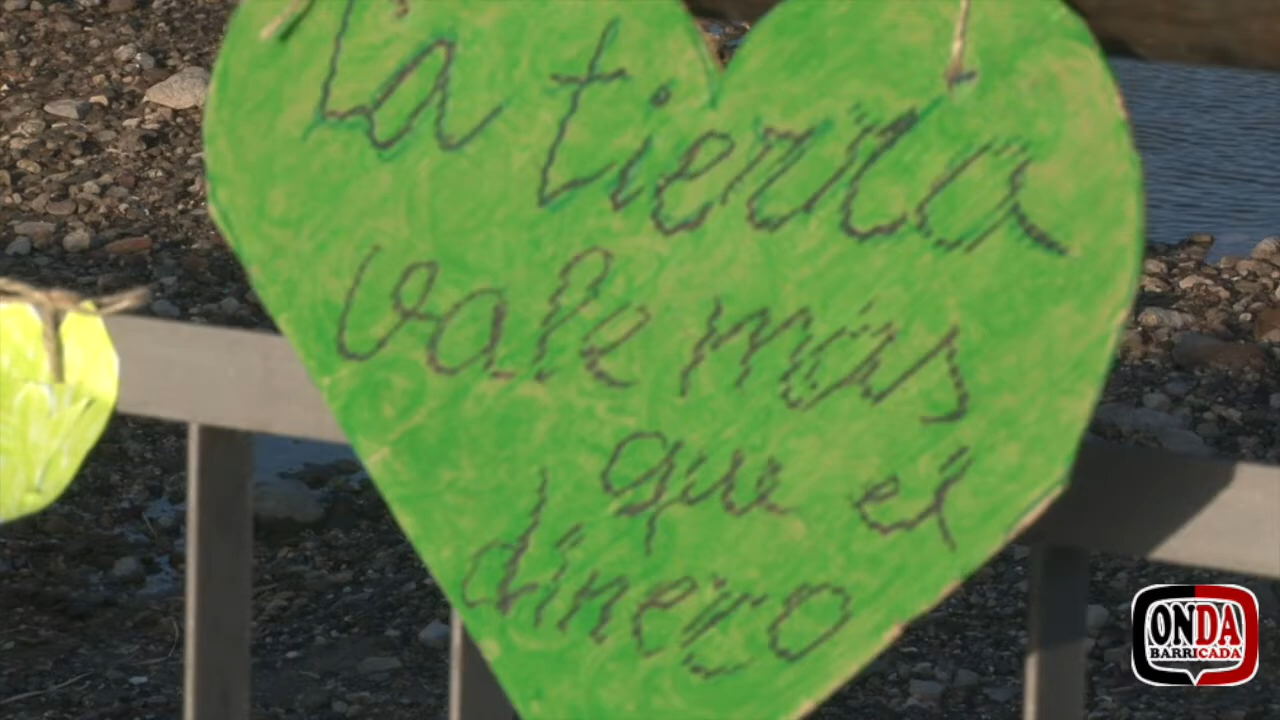 La tierra
vale más
que el
dinero
ONDA
BARRICADA